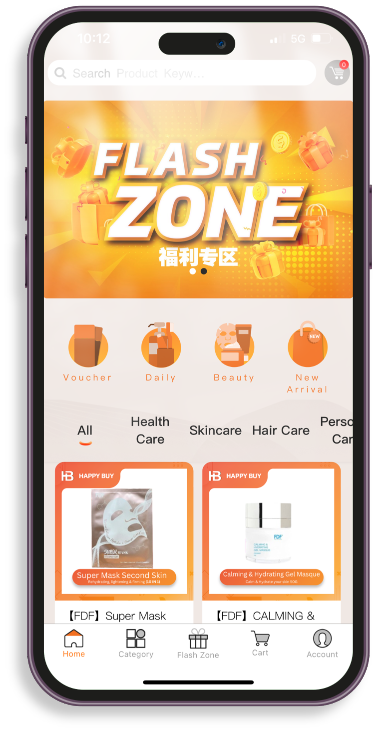 10:12
5G
Search Product Keyw...
0
FLASH
ZONE
福利专区
NEW
Voucher
Daily
Beauty
New
Arrival
All
Health
Care
Skincare
Hair Care
Perso
Car
HB HAPPY BUY
HB HAPPY BUY
FDF
Super Mask Second Skin
Calming & Hydrating Gel Masque
【FDF】Super Mask
【FDF】CALMING &
Home
Category
Flash Zone
Cart
Account